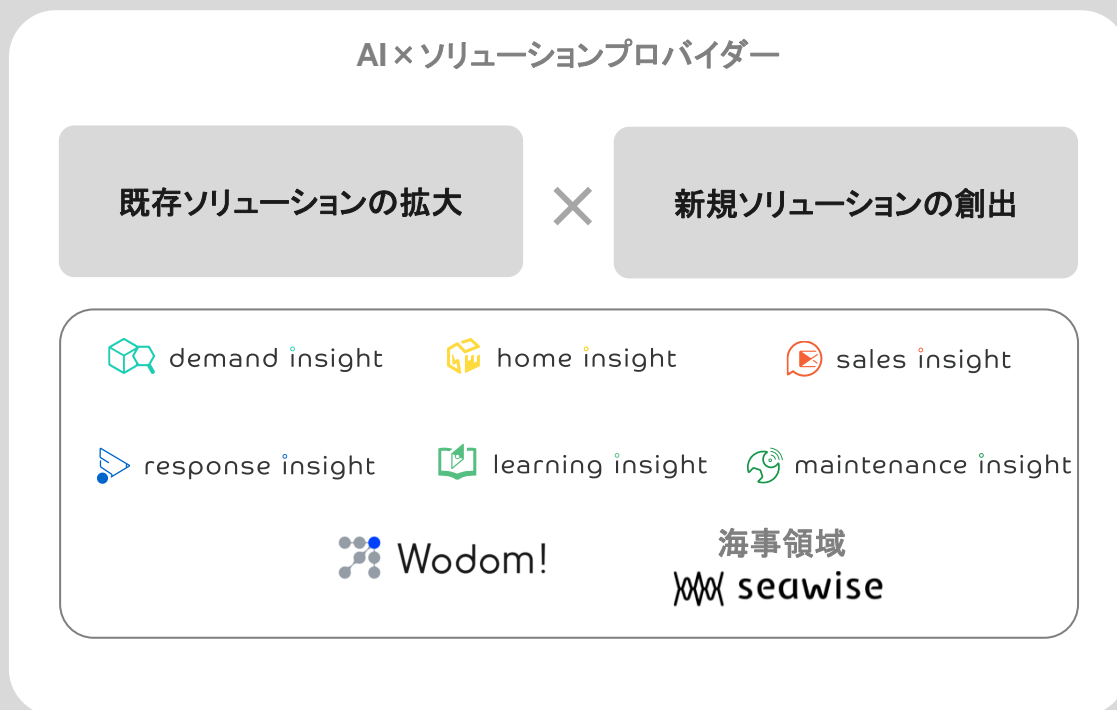 AI×ソリューションプロバイダー
既存ソリューションの拡大
×
新規ソリューションの創出
demand insight
home insight
sales insight
response insight
learning insight
maintenance insight
Wodom!
海事領域
seawise